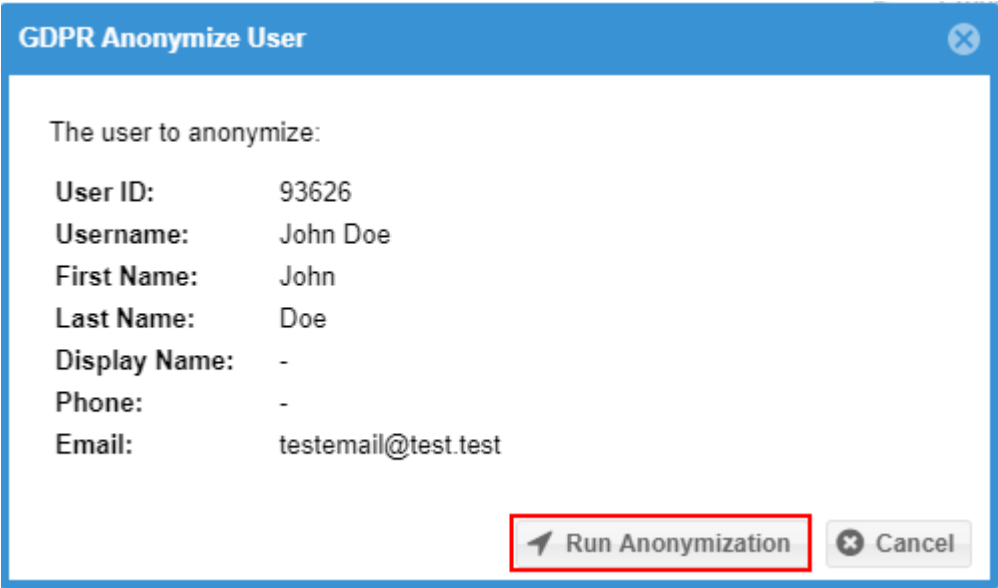 GDPR Anonymize User
The user to anonymize:
User ID: 93626
Username: John Doe
First Name: John
Last Name: Doe
Display Name: -
Phone: -
Email: testemail@test.test
Run Anonymization Cancel